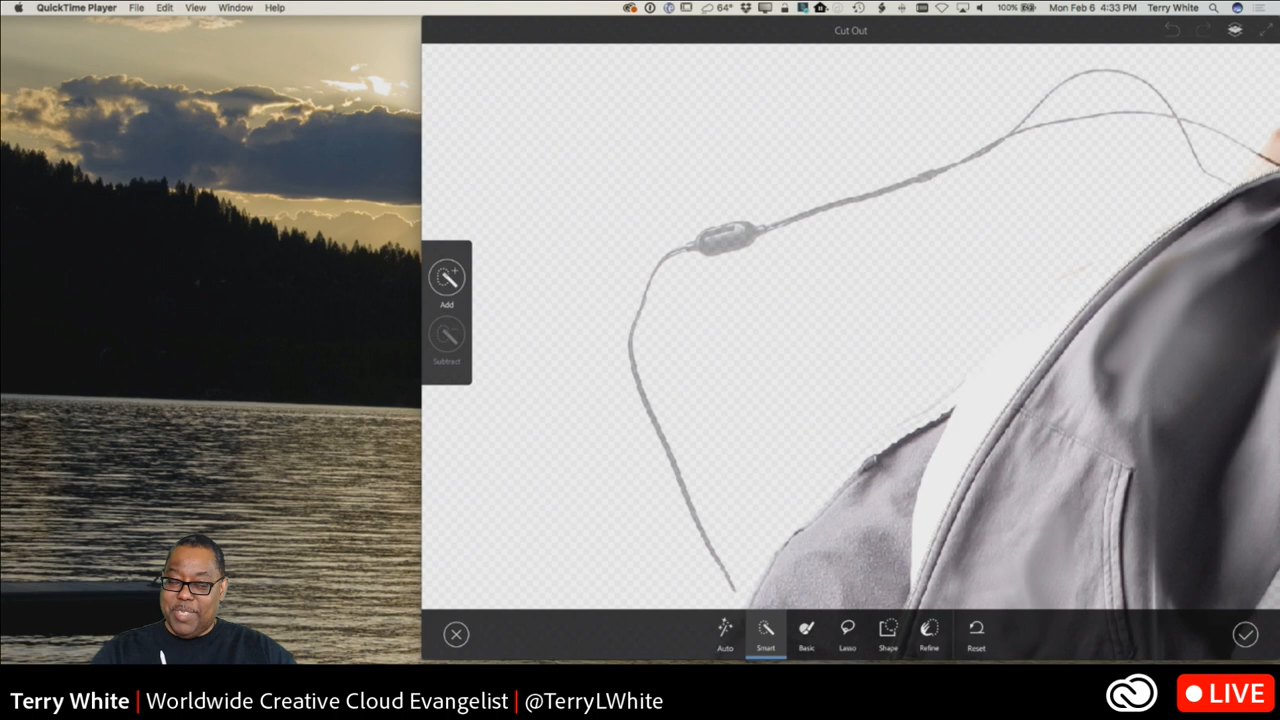 QuickTime Player File Edit View Window Help 64° 100% Mon Feb 6 4:33 PM Terry White
Cut Out
Add
Subtract
Auto Smart Basic Lasso Shape Refine Reset
Terry White | Worldwide Creative Cloud Evangelist | @TerryLWhite
LIVE